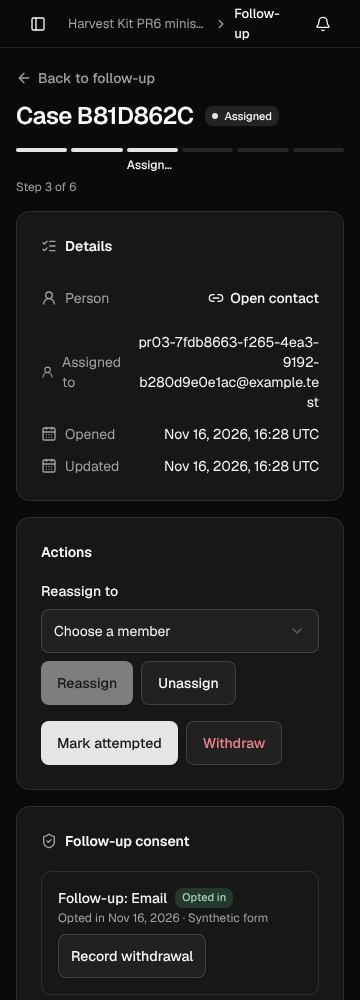 Harvest Kit PR6 minis...
Follow-
up
Back to follow-up
Case B81D862C
Assigned
Assign...
Step 3 of 6
Details
Person
Open contact
Assigned
to
pr03-7fdb8663-f265-4ea3-
9192-
b280d9e0e1ac@example.te
st
Opened
Nov 16, 2026, 16:28 UTC
Updated
Nov 16, 2026, 16:28 UTC
Actions
Reassign to
Choose a member
Reassign
Unassign
Mark attempted
Withdraw
Follow-up consent
Follow-up: Email
Opted in
Opted in Nov 16, 2026 · Synthetic form
Record withdrawal